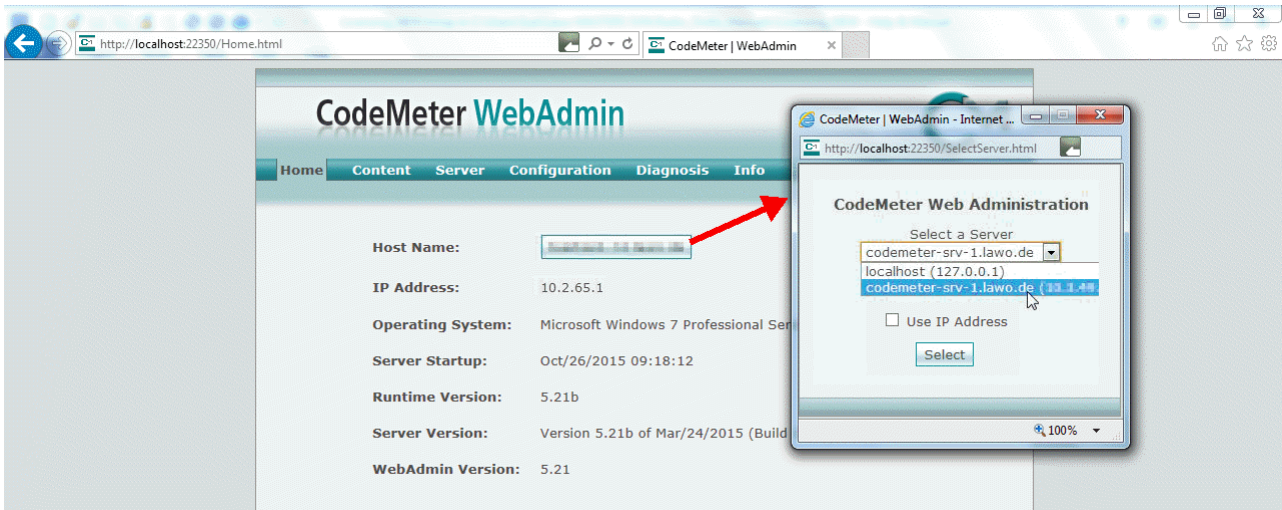 http://localhost:22350/Home.html
CodeMeter | WebAdmin
CodeMeter WebAdmin
Home Content Server Configuration Diagnosis Info
Host Name:
IP Address: 10.2.65.1
Operating System: Microsoft Windows 7 Professional Ser
Server Startup: Oct/26/2015 09:18:12
Runtime Version: 5.21b
Server Version: Version 5.21b of Mar/24/2015 (Build
WebAdmin Version: 5.21
CodeMeter | WebAdmin - Internet ...
http://localhost:22350/SelectServer.html
CodeMeter Web Administration
Select a Server
codemeter-srv-1.lawo.de
localhost (127.0.0.1)
codemeter-srv-1.lawo.de (
Use IP Address
Select
100%